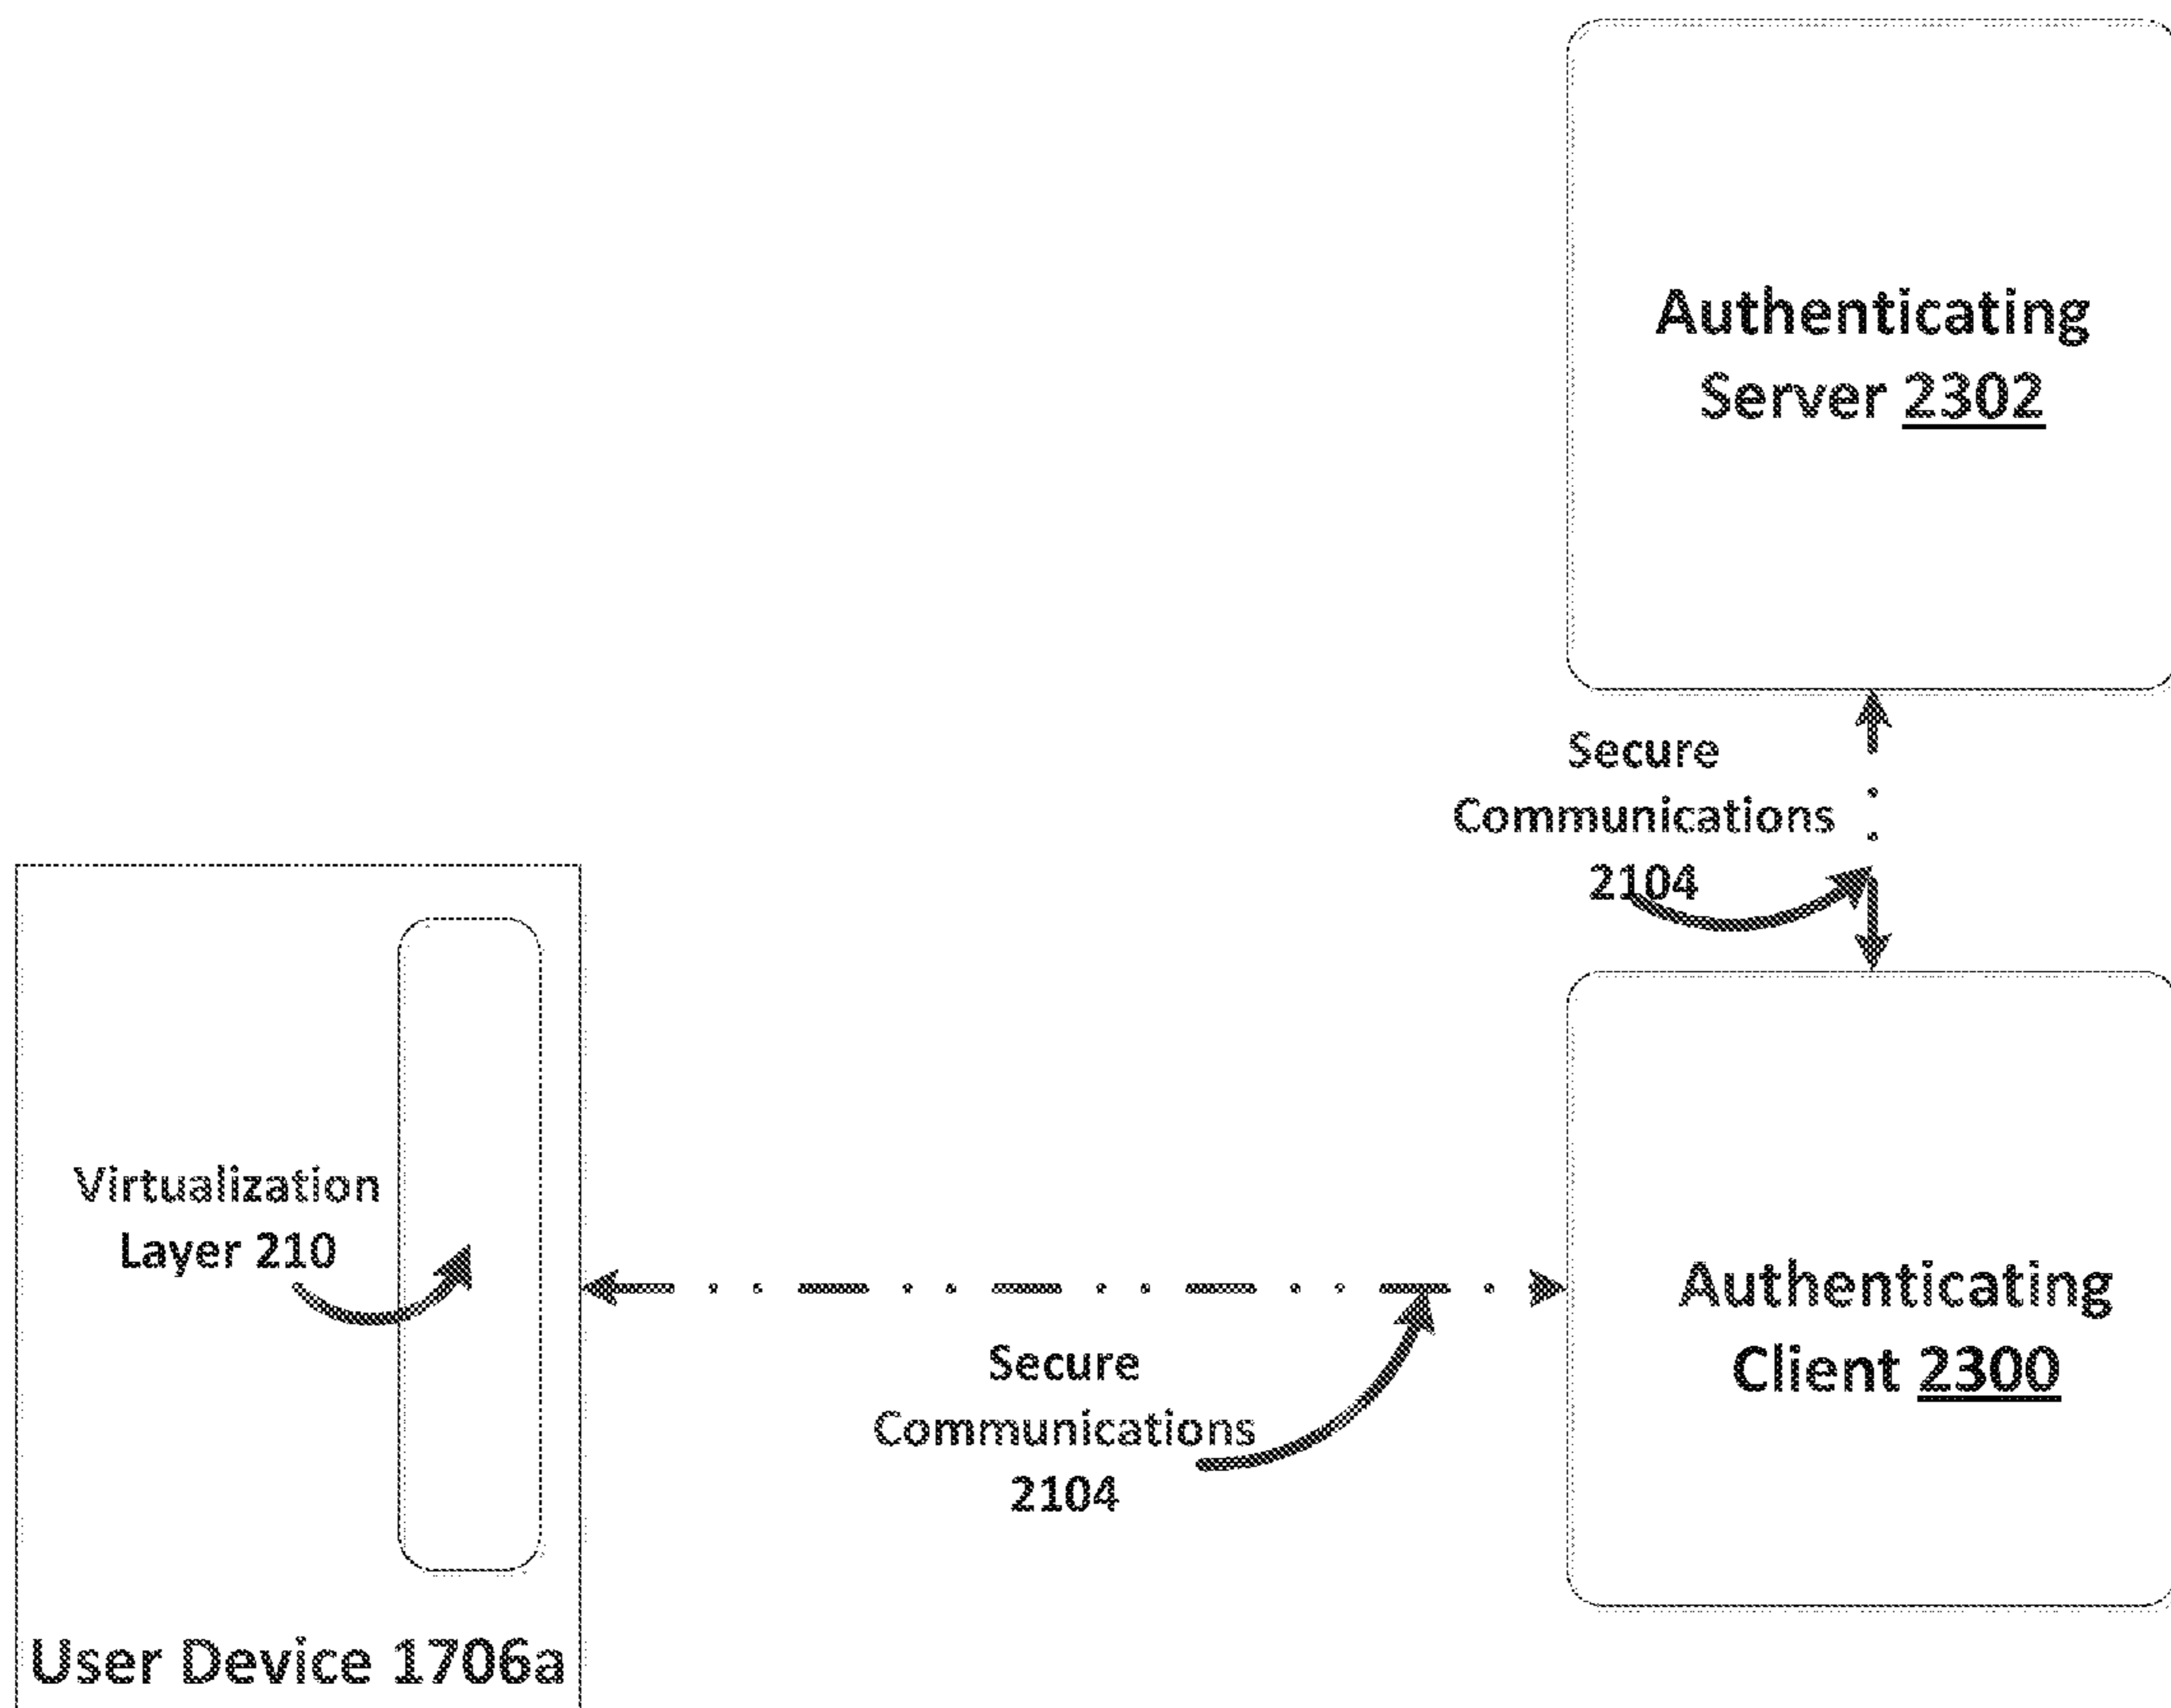 Authenticating
Server 2302
Secure
Communications
2104
Virtualization
Layer 210
Secure
Communications
2104
Authenticating
Client 2300
User Device 1706a